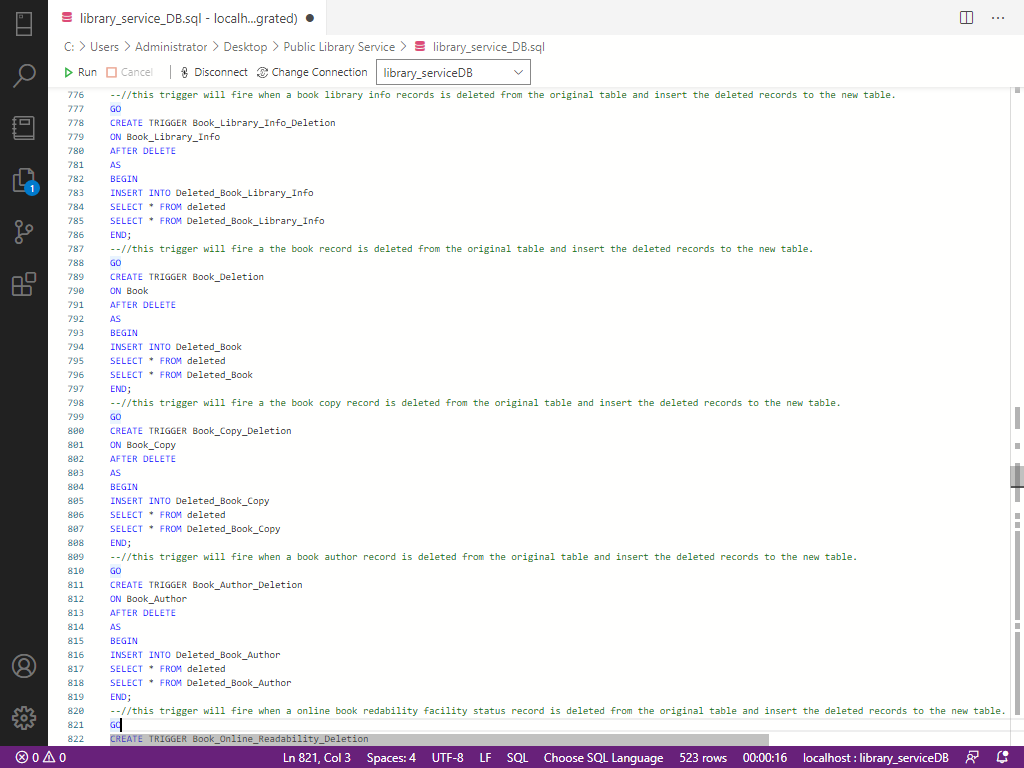 library_service_DB.sql - localh...grated)
C: > Users > Administrator > Desktop > Public Library Service > library_service_DB.sql
Run Cancel Disconnect Change Connection library_serviceDB
776 --//this trigger will fire when a book library info records is deleted from the original table and insert the deleted records to the new table.
777 GO
778 CREATE TRIGGER Book_Library_Info_Deletion
779 ON Book_Library_Info
780 AFTER DELETE
781 AS
782 BEGIN
783 INSERT INTO Deleted_Book_Library_Info
784 SELECT * FROM deleted
785 SELECT * FROM Deleted_Book_Library_Info
786 END;
787 --//this trigger will fire a the book record is deleted from the original table and insert the deleted records to the new table.
788 GO
789 CREATE TRIGGER Book_Deletion
790 ON Book
791 AFTER DELETE
792 AS
793 BEGIN
794 INSERT INTO Deleted_Book
795 SELECT * FROM deleted
796 SELECT * FROM Deleted_Book
797 END;
798 --//this trigger will fire a the book copy record is deleted from the original table and insert the deleted records to the new table.
799 GO
800 CREATE TRIGGER Book_Copy_Deletion
801 ON Book_Copy
802 AFTER DELETE
803 AS
804 BEGIN
805 INSERT INTO Deleted_Book_Copy
806 SELECT * FROM deleted
807 SELECT * FROM Deleted_Book_Copy
808 END;
809 --//this trigger will fire when a book author record is deleted from the original table and insert the deleted records to the new table.
810 GO
811 CREATE TRIGGER Book_Author_Deletion
812 ON Book_Author
813 AFTER DELETE
814 AS
815 BEGIN
816 INSERT INTO Deleted_Book_Author
817 SELECT * FROM deleted
818 SELECT * FROM Deleted_Book_Author
819 END;
820 --//this trigger will fire when a online book redability facility status record is deleted from the original table and insert the deleted records to the new table.
821 GO
822 CREATE TRIGGER Book_Online_Readability_Deletion
1
0 0 Ln 821, Col 3 Spaces: 4 UTF-8 LF SQL Choose SQL Language 523 rows 00:00:16 localhost : library_serviceDB